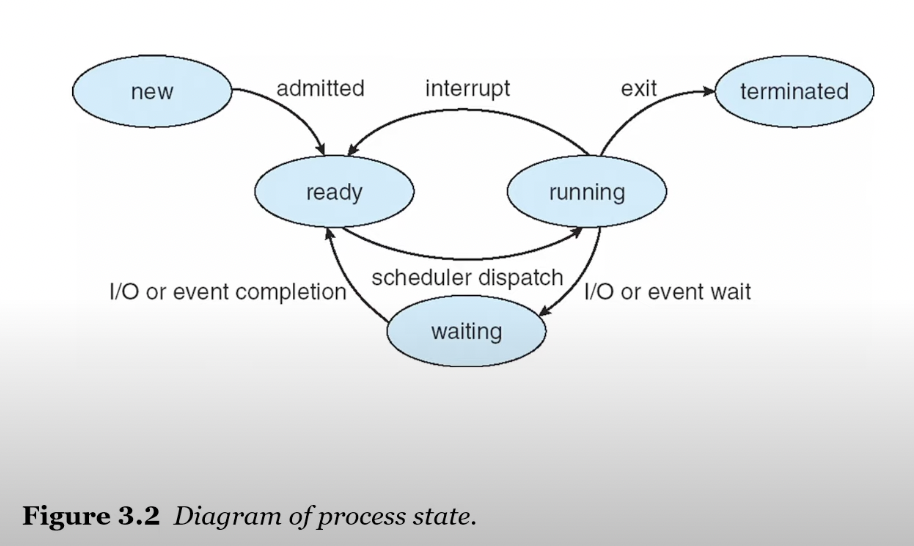 new
admitted
interrupt
exit
terminated
ready
running
scheduler dispatch
I/O or event completion
I/O or event wait
waiting
Figure 3.2 Diagram of process state.